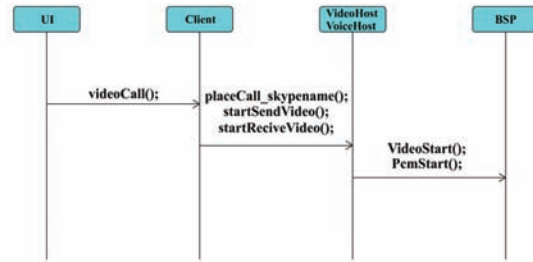 UI
Client
VideoHost
VoiceHost
BSP
videoCall();
placeCall_skypename();
startSendVideo();
startReciveVideo();
VideoStart();
PcmStart();